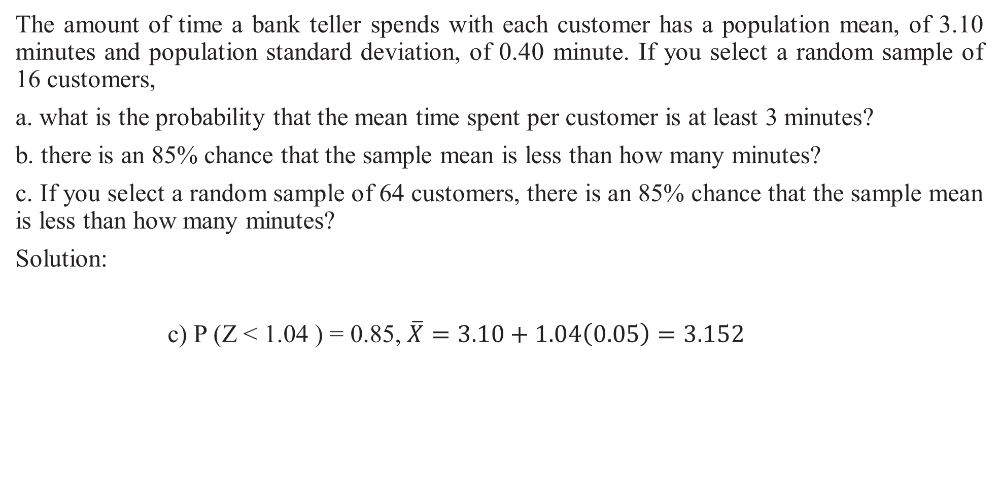 The amount of time a bank teller spends with each customer has a population mean, of 3.10
minutes and population standard deviation, of 0.40 minute. If you select a random sample of
16 customers,
a. what is the probability that the mean time spent per customer is at least 3 minutes?
b. there is an 85% chance that the sample mean is less than how many minutes?
c. If you select a random sample of 64 customers, there is an 85% chance that the sample mean
is less than how many minutes?
Solution:
c) P (Z < 1.04 ) = 0.85, X̅ = 3.10 + 1.04(0.05) = 3.152